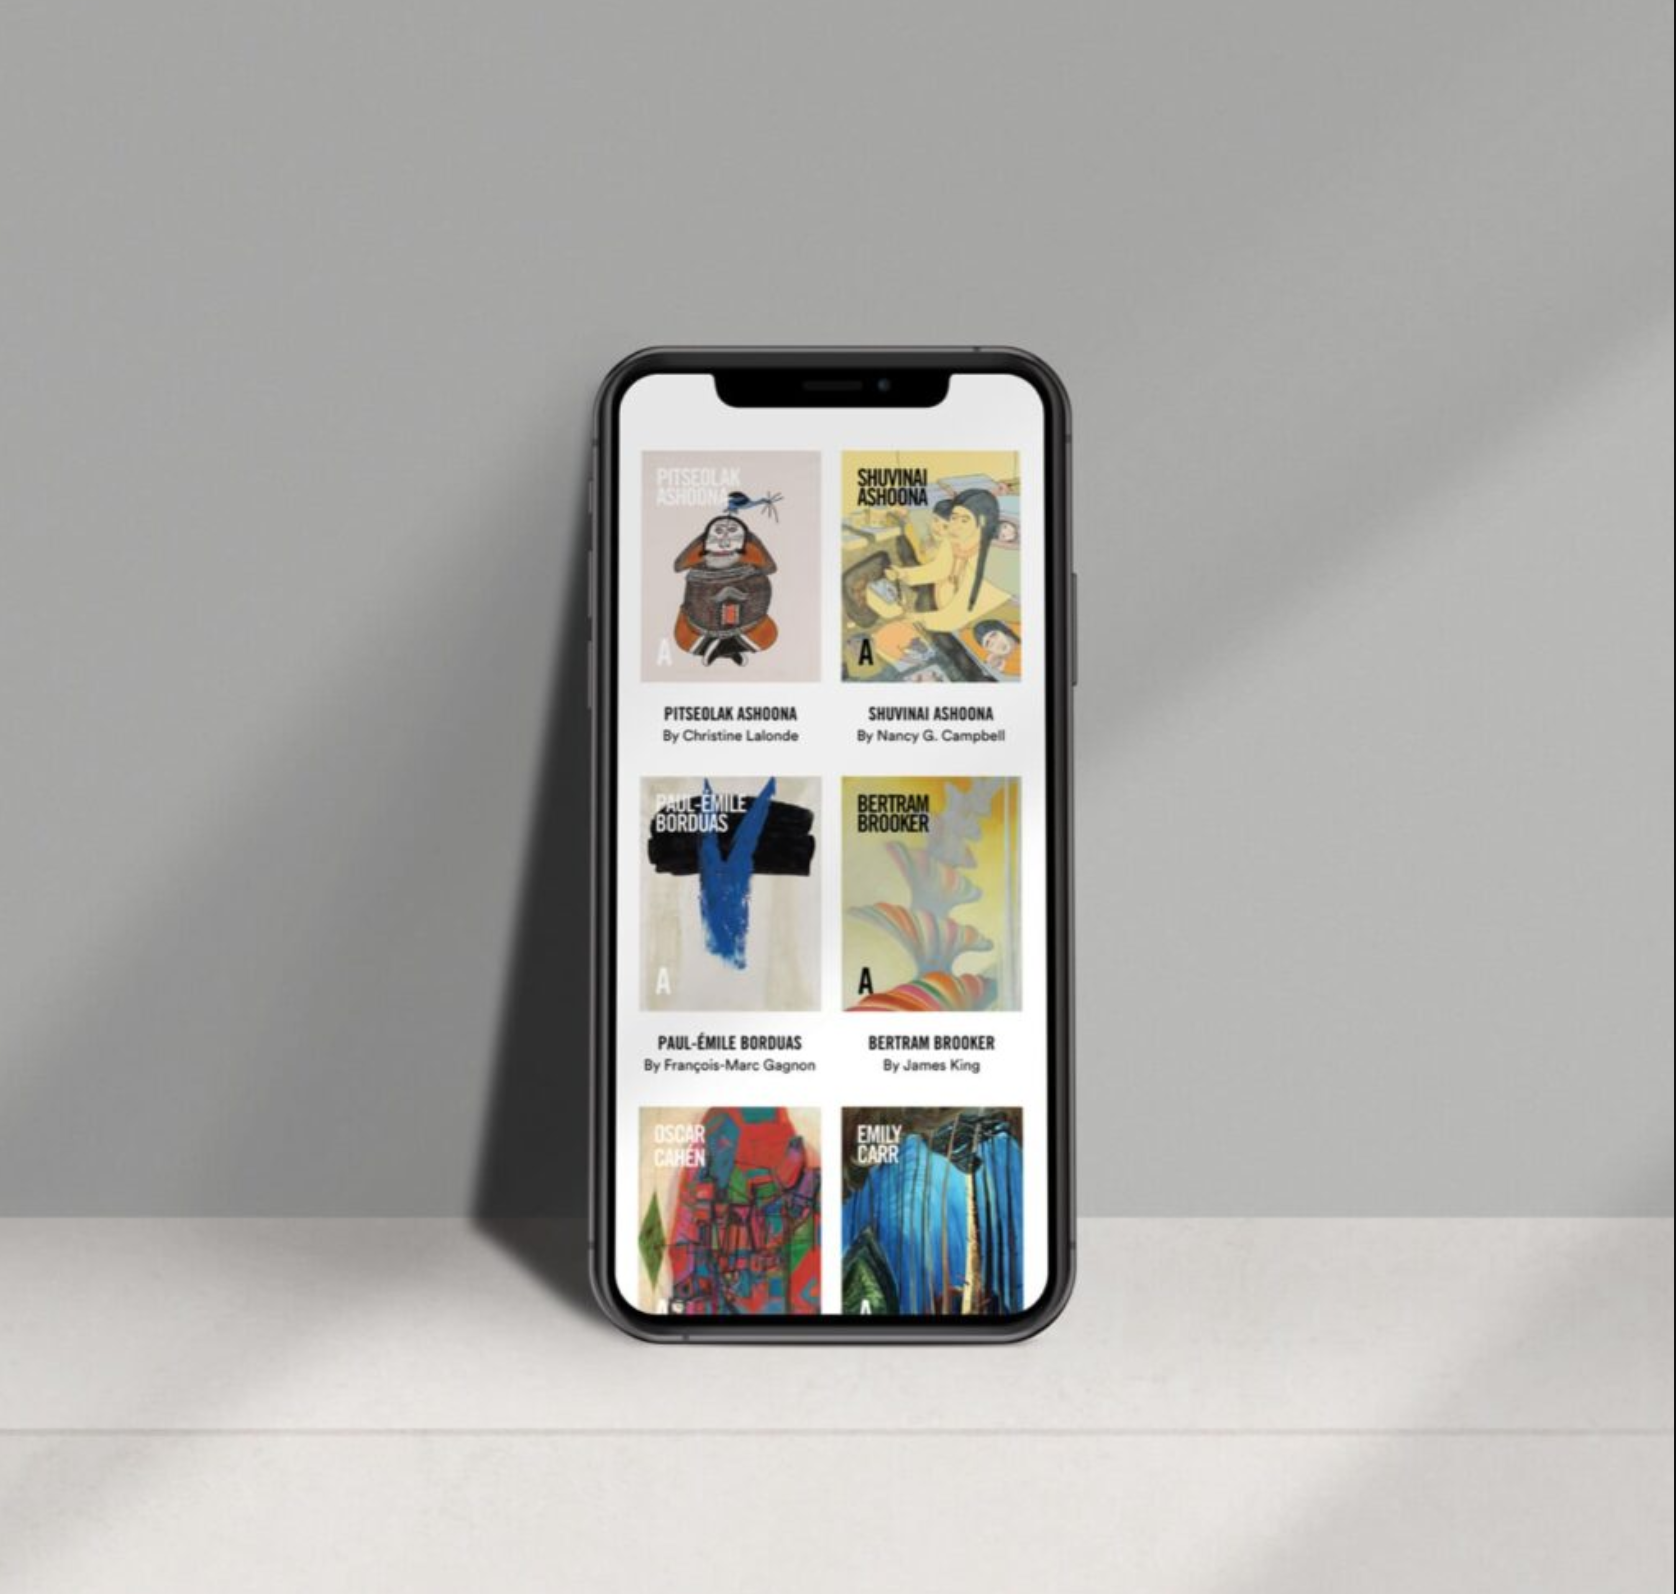 PITSEOLAK
ASHOONA
A
SHUVINAI
ASHOONA
A
PITSEOLAK ASHOONA
By Christine Lalonde
SHUVINAI ASHOONA
By Nancy G. Campbell
PAUL-ÉMILE
BORDUAS
A
BERTRAM
BROOKER
A
PAUL-ÉMILE BORDUAS
By François-Marc Gagnon
BERTRAM BROOKER
By James King
OSCAR
CAHÉN
A
EMILY
CARR
A